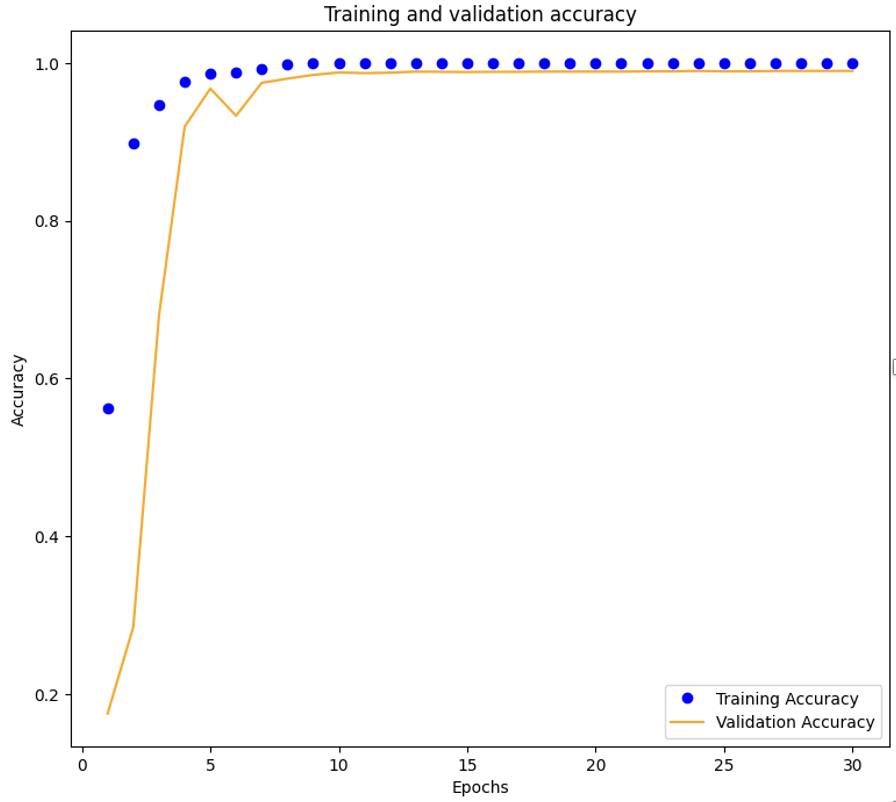 Training and validation accuracy
1.0
0.8
0.6
0.4
0.2
Accuracy
Training Accuracy
Validation Accuracy
0 5 10 15 20 25 30
Epochs